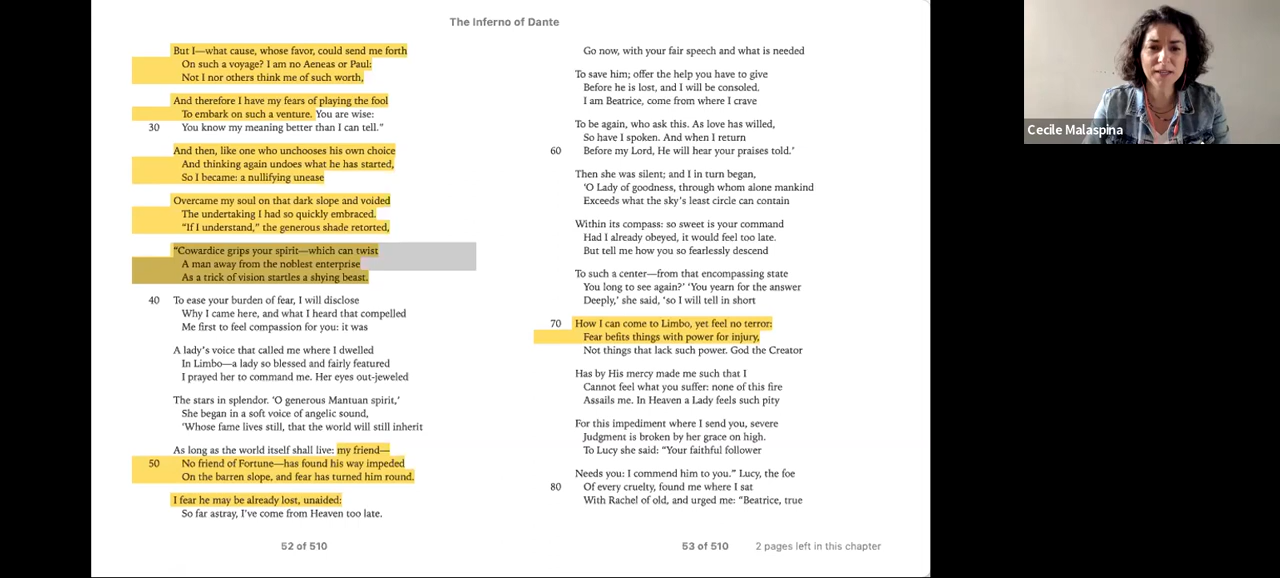 The Inferno of Dante
But I—what cause, whose favor, could send me forth
On such a voyage? I am no Aeneas or Paul:
Not I nor others think me of such worth,
And therefore I have my fears of playing the fool
To embark on such a venture. You are wise:
30 You know my meaning better than I can tell.”
And then, like one who unchooses his own choice
And thinking again undoes what he has started,
So I became: a nullifying unease
Overcame my soul on that dark slope and voided
The undertaking I had so quickly embraced.
“If I understand,” the generous shade retorted,
“Cowardice grips your spirit—which can twist
A man away from the noblest enterprise
As a trick of vision startles a shying beast.
40 To ease your burden of fear, I will disclose
Why I came here, and what I heard that compelled
Me first to feel compassion for you: it was
A lady’s voice that called me where I dwelled
In Limbo—a lady so blessed and fairly featured
I prayed her to command me. Her eyes out-jeweled
The stars in splendor. ‘O generous Mantuan spirit,’
She began in a soft voice of angelic sound,
‘Whose fame lives still, that the world will still inherit
As long as the world itself shall live: my friend—
50 No friend of Fortune—has found his way impeded
On the barren slope, and fear has turned him round.
I fear he may be already lost, unaided:
So far astray, I’ve come from Heaven too late.
52 of 510
Go now, with your fair speech and what is needed
To save him; offer the help you have to give
Before he is lost, and I will be consoled.
I am Beatrice, come from where I crave
To be again, who ask this. As love has willed,
So have I spoken. And when I return
60 Before my Lord, He will hear your praises told.’
Then she was silent; and I in turn began,
‘O Lady of goodness, through whom alone mankind
Exceeds what the sky’s least circle can contain
Within its compass: so sweet is your command
Had I already obeyed, it would feel too late.
But tell me how you so fearlessly descend
To such a center—from that encompassing state
You long to see again?’ ‘You yearn for the answer
Deeply,’ she said, ‘so I will tell in short
70 How I can come to Limbo, yet feel no terror:
Fear befits things with power for injury,
Not things that lack such power. God the Creator
Has by His mercy made me such that I
Cannot feel what you suffer: none of this fire
Assails me. In Heaven a Lady feels such pity
For this impediment where I send you, severe
Judgment is broken by her grace on high.
To Lucy she said: “Your faithful follower
Needs you: I commend him to you.” Lucy, the foe
80 Of every cruelty, found me where I sat
With Rachel of old, and urged me: “Beatrice, true
53 of 510 2 pages left in this chapter
Cecile Malaspina